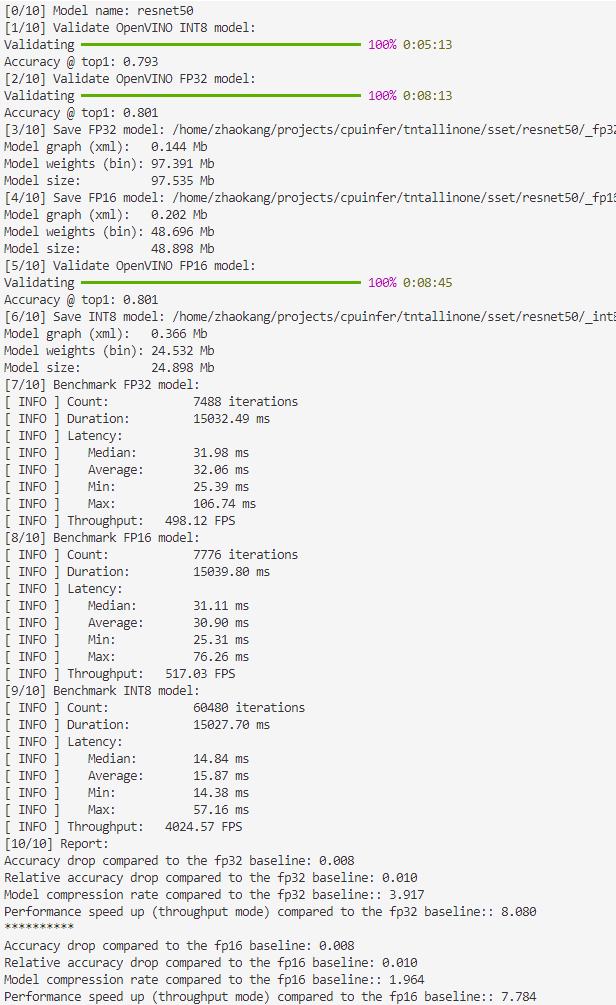 [0/10] Model name: resnet50
[1/10] Validate OpenVINO INT8 model:
Validating 100% 0:05:13
Accuracy @ top1: 0.793
[2/10] Validate OpenVINO FP32 model:
Validating 100% 0:08:13
Accuracy @ top1: 0.801
[3/10] Save FP32 model: /home/zhaokang/projects/cpuinfer/tntallinone/sset/resnet50/_fp32
Model graph (xml): 0.144 Mb
Model weights (bin): 97.391 Mb
Model size: 97.535 Mb
[4/10] Save FP16 model: /home/zhaokang/projects/cpuinfer/tntallinone/sset/resnet50/_fp16
Model graph (xml): 0.202 Mb
Model weights (bin): 48.696 Mb
Model size: 48.898 Mb
[5/10] Validate OpenVINO FP16 model:
Validating 100% 0:08:45
Accuracy @ top1: 0.801
[6/10] Save INT8 model: /home/zhaokang/projects/cpuinfer/tntallinone/sset/resnet50/_int8
Model graph (xml): 0.366 Mb
Model weights (bin): 24.532 Mb
Model size: 24.898 Mb
[7/10] Benchmark FP32 model:
[ INFO ] Count: 7488 iterations
[ INFO ] Duration: 15032.49 ms
[ INFO ] Latency:
[ INFO ] Median: 31.98 ms
[ INFO ] Average: 32.06 ms
[ INFO ] Min: 25.39 ms
[ INFO ] Max: 106.74 ms
[ INFO ] Throughput: 498.12 FPS
[8/10] Benchmark FP16 model:
[ INFO ] Count: 7776 iterations
[ INFO ] Duration: 15039.80 ms
[ INFO ] Latency:
[ INFO ] Median: 31.11 ms
[ INFO ] Average: 30.90 ms
[ INFO ] Min: 25.31 ms
[ INFO ] Max: 76.26 ms
[ INFO ] Throughput: 517.03 FPS
[9/10] Benchmark INT8 model:
[ INFO ] Count: 60480 iterations
[ INFO ] Duration: 15027.70 ms
[ INFO ] Latency:
[ INFO ] Median: 14.84 ms
[ INFO ] Average: 15.87 ms
[ INFO ] Min: 14.38 ms
[ INFO ] Max: 57.16 ms
[ INFO ] Throughput: 4024.57 FPS
[10/10] Report:
Accuracy drop compared to the fp32 baseline: 0.008
Relative accuracy drop compared to the fp32 baseline: 0.010
Model compression rate compared to the fp32 baseline:: 3.917
Performance speed up (throughput mode) compared to the fp32 baseline:: 8.080
**********
Accuracy drop compared to the fp16 baseline: 0.008
Relative accuracy drop compared to the fp16 baseline: 0.010
Model compression rate compared to the fp16 baseline:: 1.964
Performance speed up (throughput mode) compared to the fp16 baseline:: 7.784